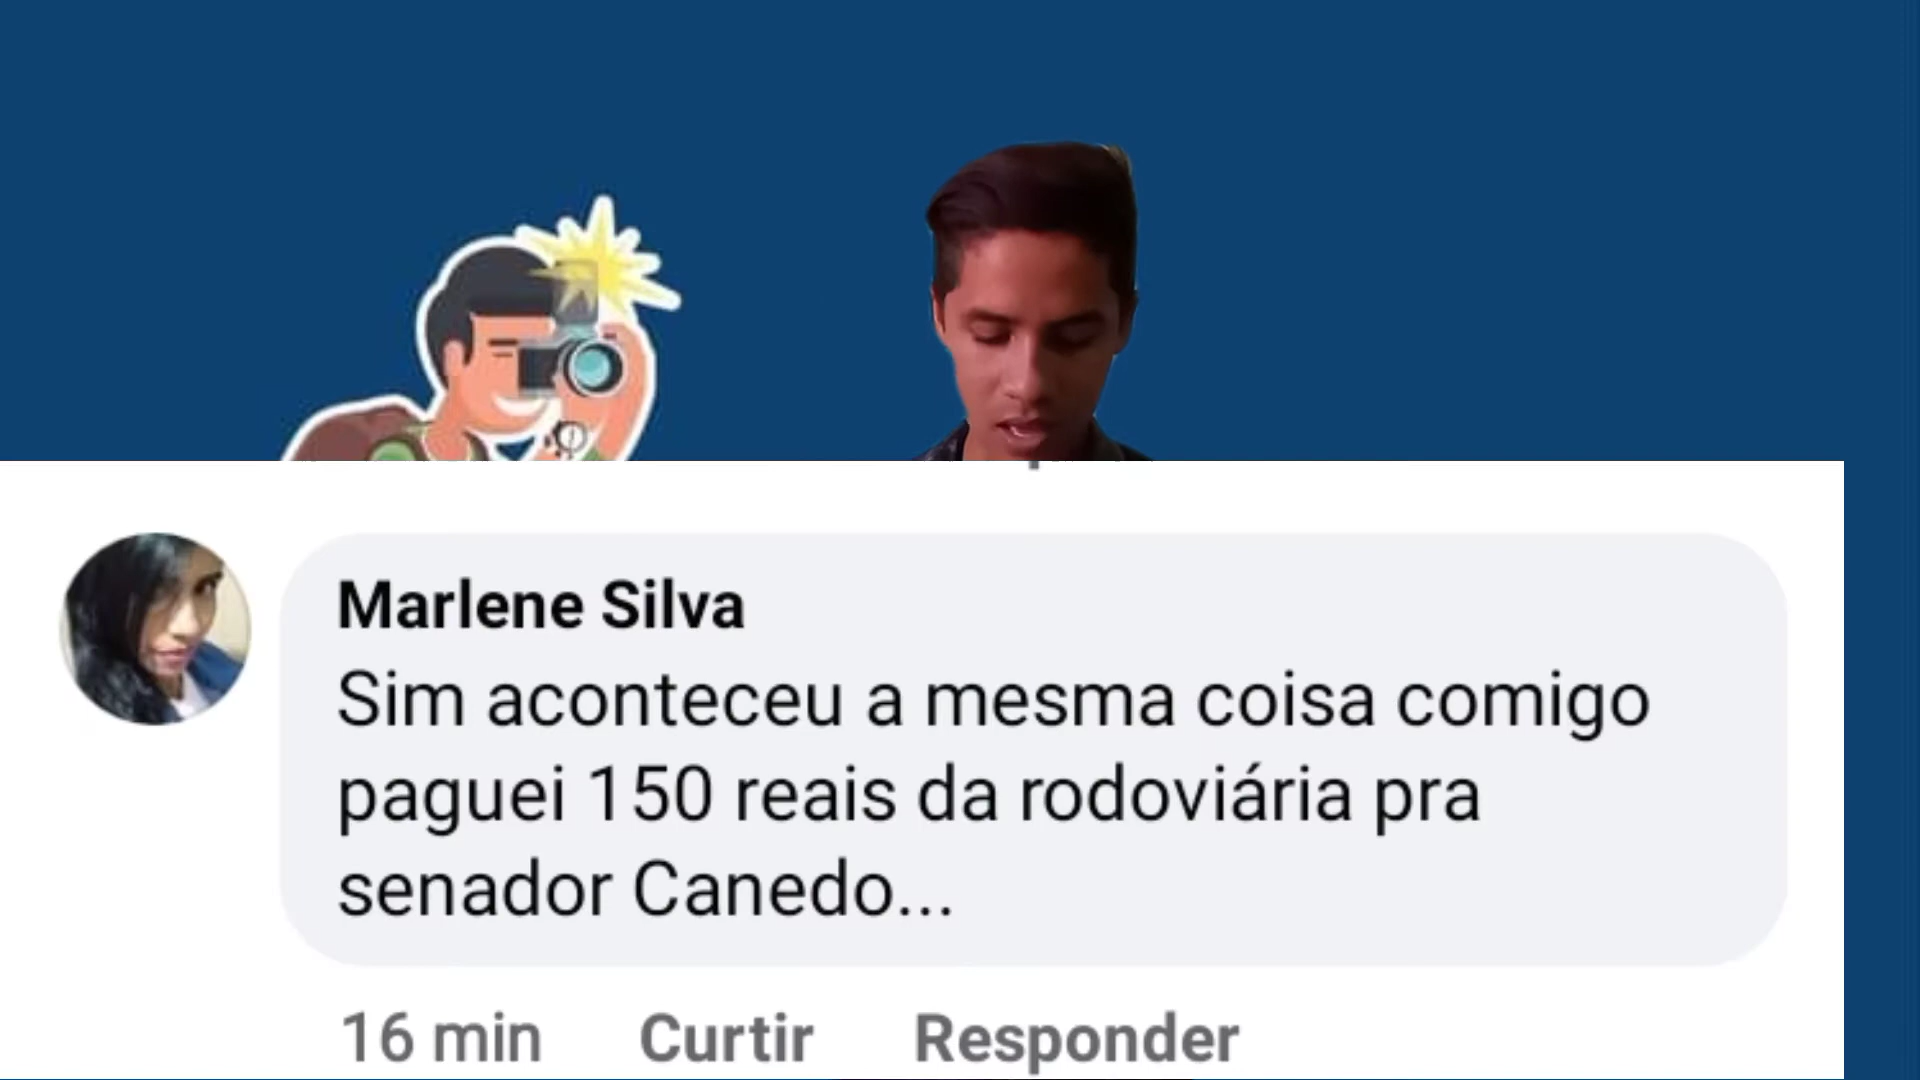 Marlene Silva
Sim aconteceu a mesma coisa comigo
paguei 150 reais da rodoviária pra
senador Canedo...
16 min Curtir Responder